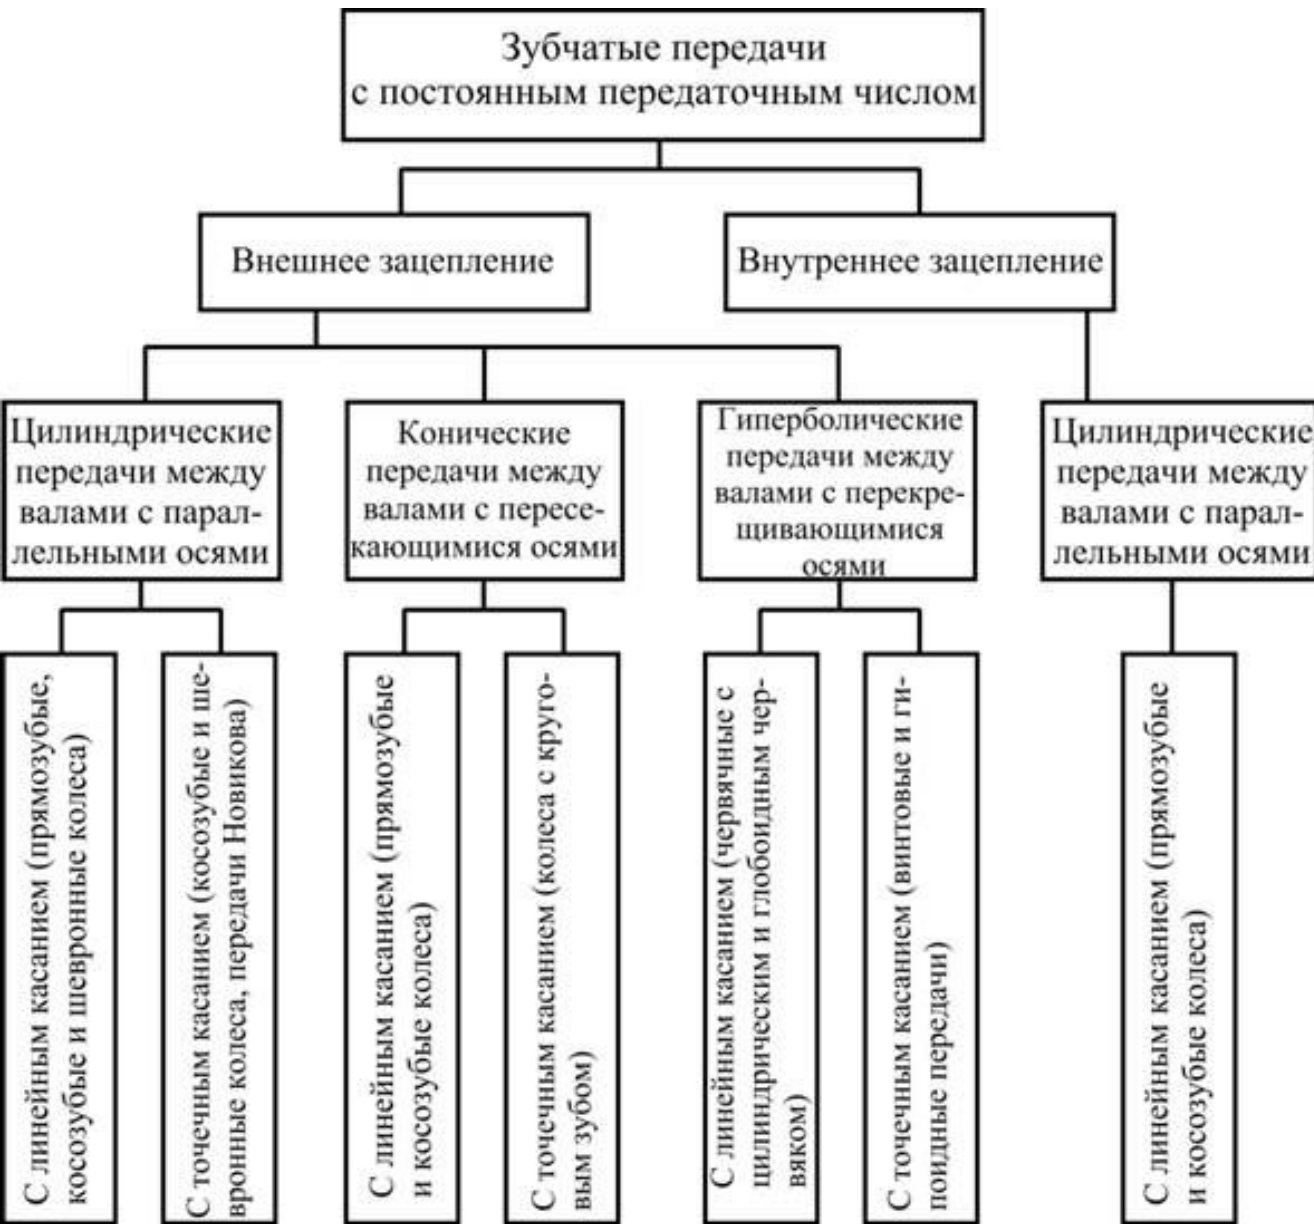 Зубчатые передачи
с постоянным передаточным числом
Внешнее зацепление
Внутреннее зацепление
Цилиндрические
передачи между
валами с парал-
лельными осями
Конические
передачи между
валами с пересе-
кающимися осями
Гиперболические
передачи между
валами с перекре-
щивающимися
осями
Цилиндрические
передачи между
валами с парал-
лельными осями
С линейным касанием (прямозубые,
косозубые и шевронные колеса)
С точечным касанием (косозубые и ше-
вронные колеса, передачи Новикова)
С линейным касанием (прямозубые
и косозубые колеса)
С точечным касанием (колеса с круго-
вым зубом)
С линейным касанием (червячные с
цилиндрическим и глобоидным чер-
вяком)
С точечным касанием (винтовые и ги-
поидные передачи)
С линейным касанием (прямозубые
и косозубые колеса)